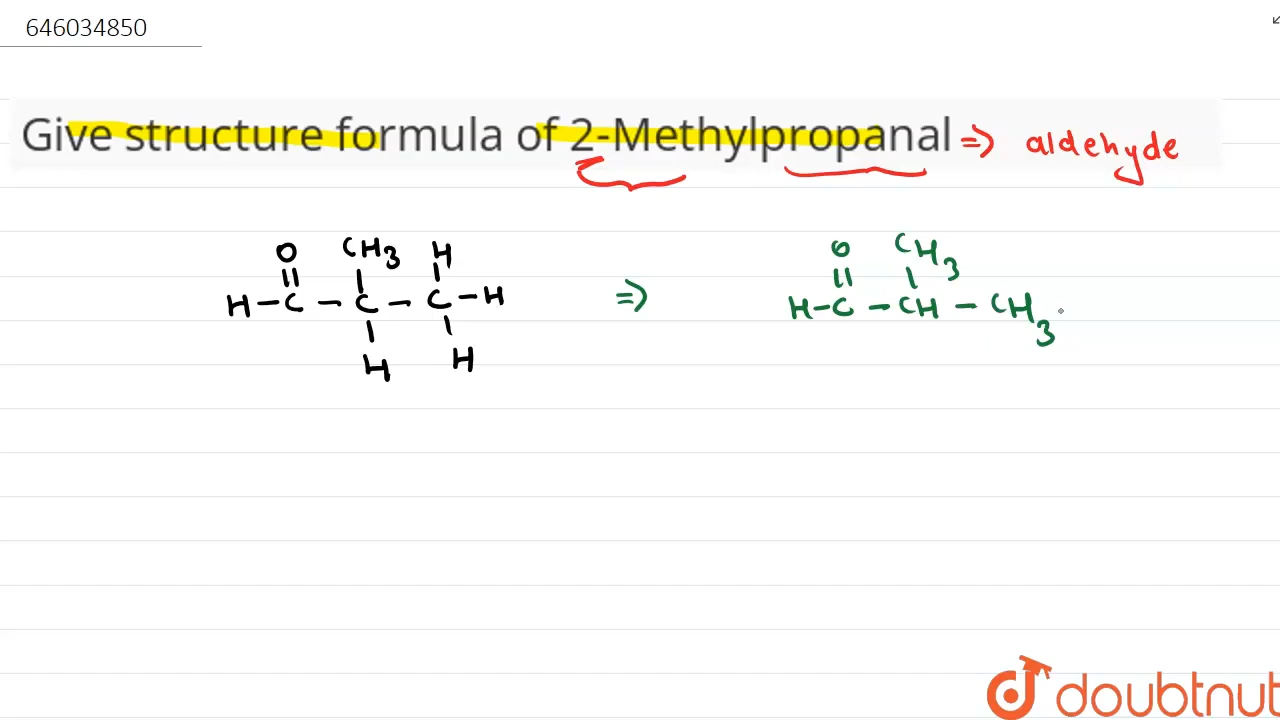 646034850
Give structure formula of 2-Methylpropanal ⇒ aldehyde
O CH3 H
H-C-C-C-H
H H
⇒
O CH3
H-C-CH-CH3
doubtnut